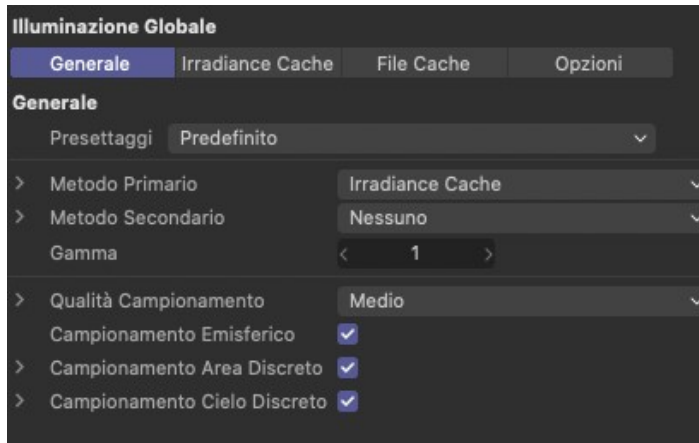 Illuminazione Globale
Generale Irradiance Cache File Cache Opzioni
Generale
Presettaggi Predefinito
Metodo Primario Irradiance Cache
Metodo Secondario Nessuno
Gamma 1
Qualità Campionamento Medio
Campionamento Emisferico
Campionamento Area Discreto
Campionamento Cielo Discreto